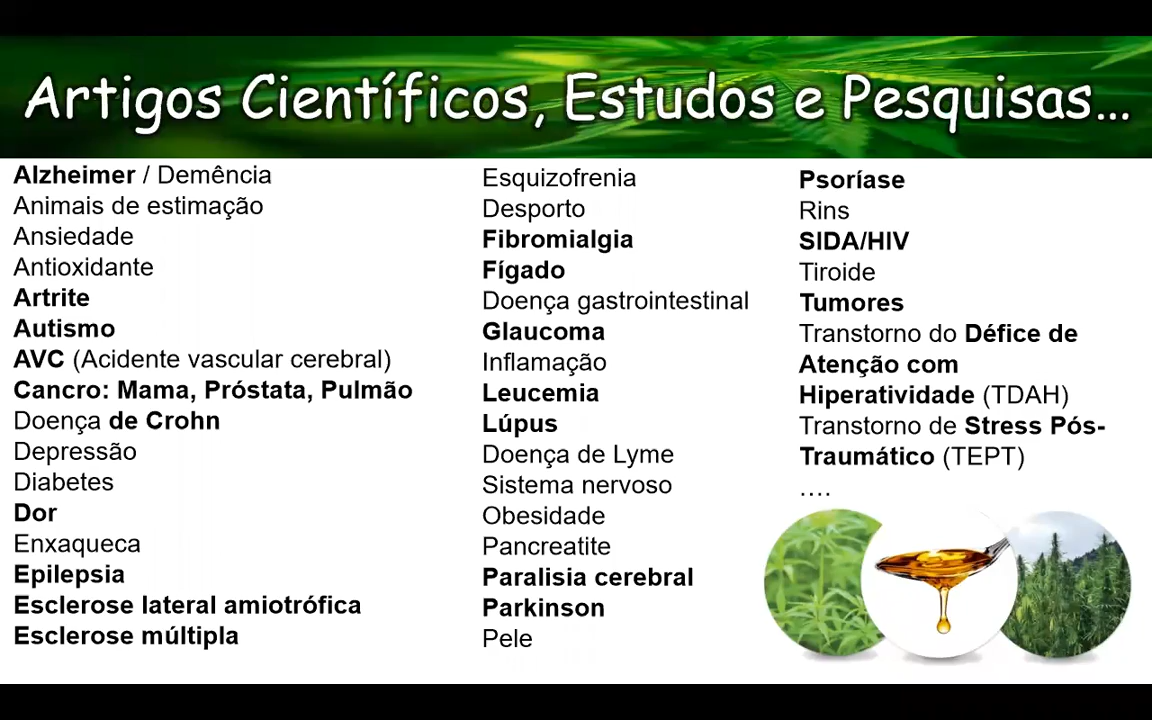 Artigos Científicos, Estudos e Pesquisas...
Alzheimer / Demência
Animais de estimação
Ansiedade
Antioxidante
Artrite
Autismo
AVC (Acidente vascular cerebral)
Cancro: Mama, Próstata, Pulmão
Doença de Crohn
Depressão
Diabetes
Dor
Enxaqueca
Epilepsia
Esclerose lateral amiotrófica
Esclerose múltipla
Esquizofrenia
Desporto
Fibromialgia
Fígado
Doença gastrointestinal
Glaucoma
Inflamação
Leucemia
Lúpus
Doença de Lyme
Sistema nervoso
Obesidade
Pancreatite
Paralisia cerebral
Parkinson
Pele
Psoríase
Rins
SIDA/HIV
Tiroide
Tumores
Transtorno do Défice de
Atenção com
Hiperatividade (TDAH)
Transtorno de Stress Pós-
Traumático (TEPT)
....